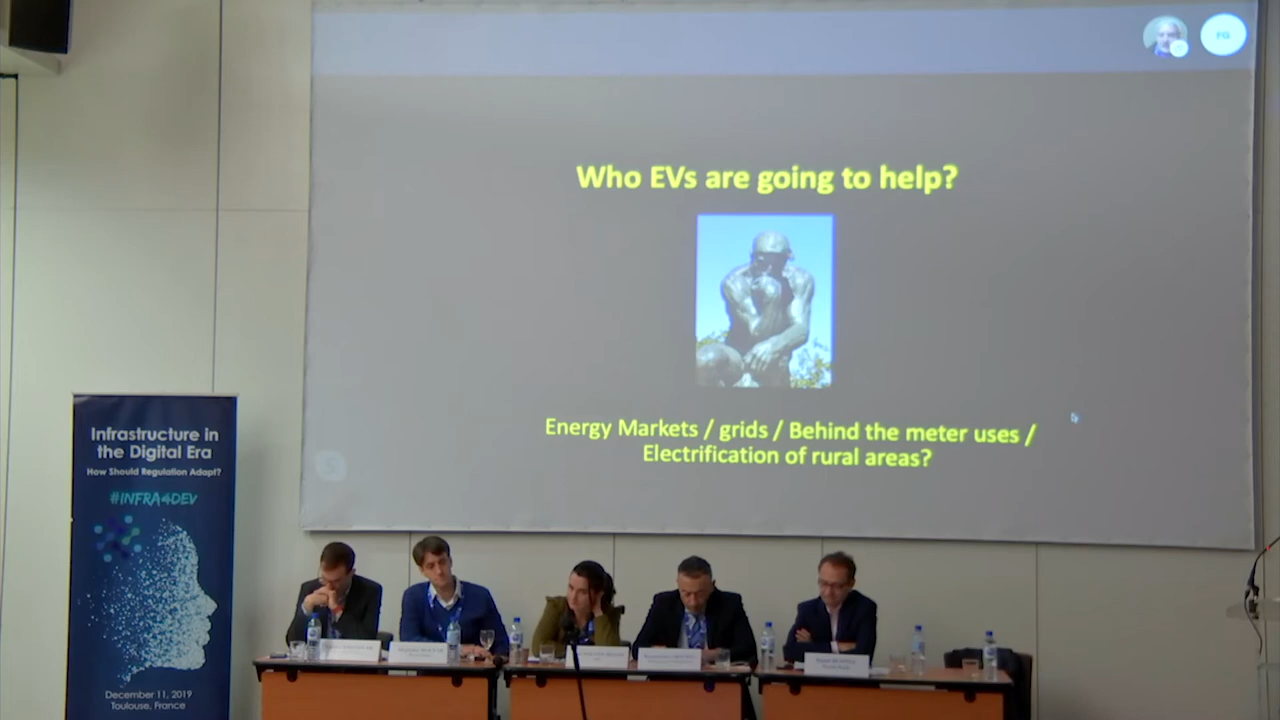 FG
Who EVs are going to help?
Energy Markets / grids / Behind the meter uses /
Electrification of rural areas?
Infrastructure in
the Digital Era
How Should Regulation Adapt?
#INFRA4DEV
December 11, 2019
Toulouse, France